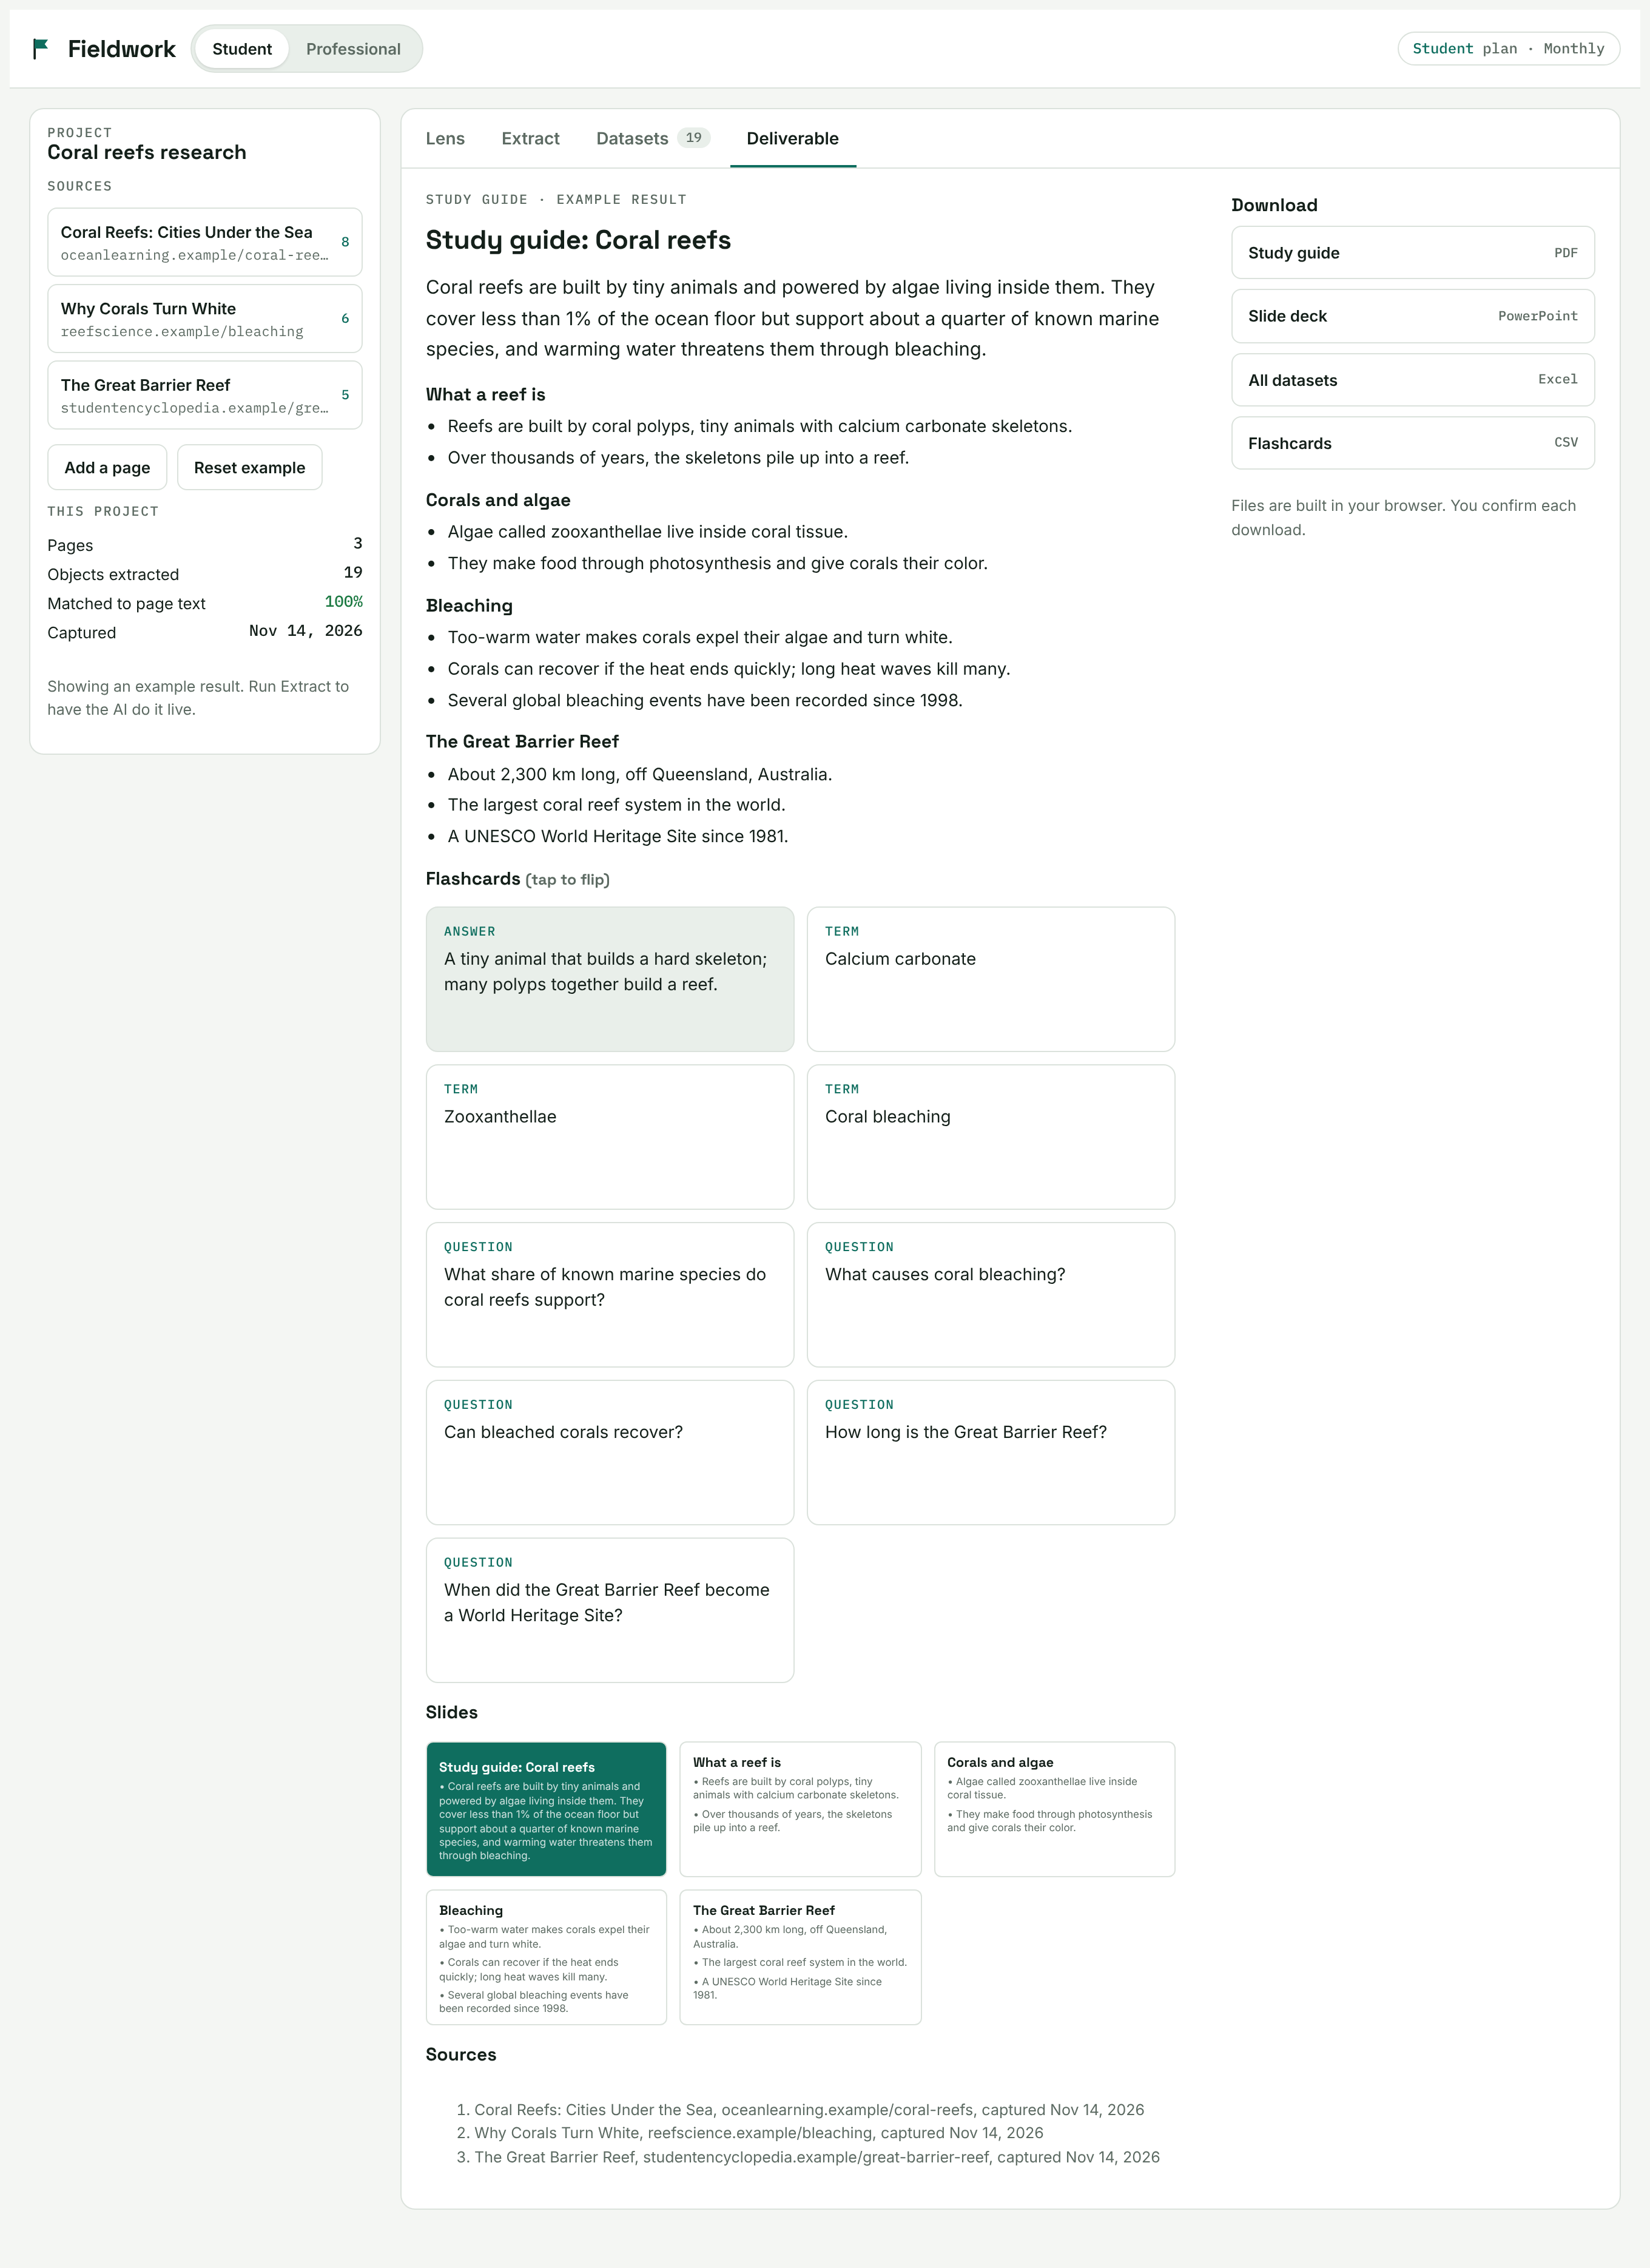 Fieldwork
Student
Professional
Student plan · Monthly
PROJECT
Coral reefs research
SOURCES
Coral Reefs: Cities Under the Sea
oceanlearning.example/coral-ree…
8
Why Corals Turn White
reefscience.example/bleaching
6
The Great Barrier Reef
studentencyclopedia.example/gre…
5
Add a page
Reset example
THIS PROJECT
Pages 3
Objects extracted 19
Matched to page text 100%
Captured Nov 14, 2026
Showing an example result. Run Extract to
have the AI do it live.
Lens
Extract
Datasets 19
Deliverable
STUDY GUIDE · EXAMPLE RESULT
Study guide: Coral reefs
Coral reefs are built by tiny animals and powered by algae living inside them. They
cover less than 1% of the ocean floor but support about a quarter of known marine
species, and warming water threatens them through bleaching.
What a reef is
• Reefs are built by coral polyps, tiny animals with calcium carbonate skeletons.
• Over thousands of years, the skeletons pile up into a reef.
Corals and algae
• Algae called zooxanthellae live inside coral tissue.
• They make food through photosynthesis and give corals their color.
Bleaching
• Too-warm water makes corals expel their algae and turn white.
• Corals can recover if the heat ends quickly; long heat waves kill many.
• Several global bleaching events have been recorded since 1998.
The Great Barrier Reef
• About 2,300 km long, off Queensland, Australia.
• The largest coral reef system in the world.
• A UNESCO World Heritage Site since 1981.
Flashcards (tap to flip)
ANSWER
A tiny animal that builds a hard skeleton;
many polyps together build a reef.
TERM
Calcium carbonate
TERM
Zooxanthellae
TERM
Coral bleaching
QUESTION
What share of known marine species do
coral reefs support?
QUESTION
What causes coral bleaching?
QUESTION
Can bleached corals recover?
QUESTION
How long is the Great Barrier Reef?
QUESTION
When did the Great Barrier Reef become
a World Heritage Site?
Slides
Study guide: Coral reefs
• Coral reefs are built by tiny animals and
powered by algae living inside them. They
cover less than 1% of the ocean floor but
support about a quarter of known marine
species, and warming water threatens them
through bleaching.
What a reef is
• Reefs are built by coral polyps, tiny
animals with calcium carbonate skeletons.
• Over thousands of years, the skeletons
pile up into a reef.
Corals and algae
• Algae called zooxanthellae live inside
coral tissue.
• They make food through photosynthesis
and give corals their color.
Bleaching
• Too-warm water makes corals expel their
algae and turn white.
• Corals can recover if the heat ends
quickly; long heat waves kill many.
• Several global bleaching events have
been recorded since 1998.
The Great Barrier Reef
• About 2,300 km long, off Queensland,
Australia.
• The largest coral reef system in the world.
• A UNESCO World Heritage Site since
1981.
Sources
1. Coral Reefs: Cities Under the Sea, oceanlearning.example/coral-reefs, captured Nov 14, 2026
2. Why Corals Turn White, reefscience.example/bleaching, captured Nov 14, 2026
3. The Great Barrier Reef, studentencyclopedia.example/great-barrier-reef, captured Nov 14, 2026
Download
Study guide PDF
Slide deck PowerPoint
All datasets Excel
Flashcards CSV
Files are built in your browser. You confirm each
download.